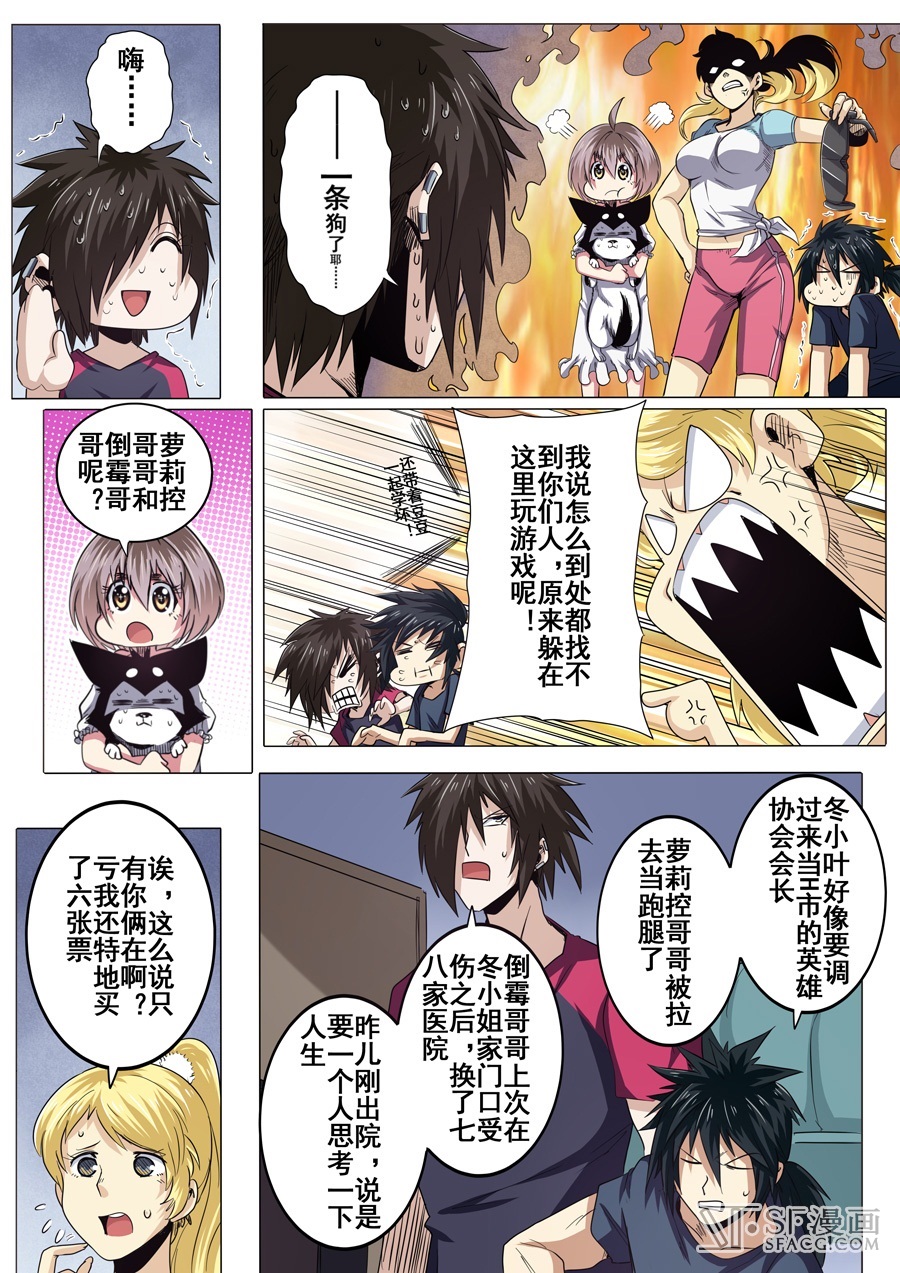 ——一条
狗了耶……
嗨……
我说怎么到处都找不
到你们人，原来躲在
这里玩游戏呢！
还带着豆豆
一起学坏！
萝莉控
哥哥和
倒霉哥
哥呢？
冬小叶好像要调
过来当H市的英雄
协会会长
萝莉控哥哥被拉
去当跑腿了
倒霉哥哥上次在
冬小姐家门口受
伤之后，换了七
八家医院
昨儿刚出院，说是
要一个人思考一下
人生
诶，这么说只
有你俩在啊？
亏我还特地买
了六张票
SF漫画
SFACG.COM